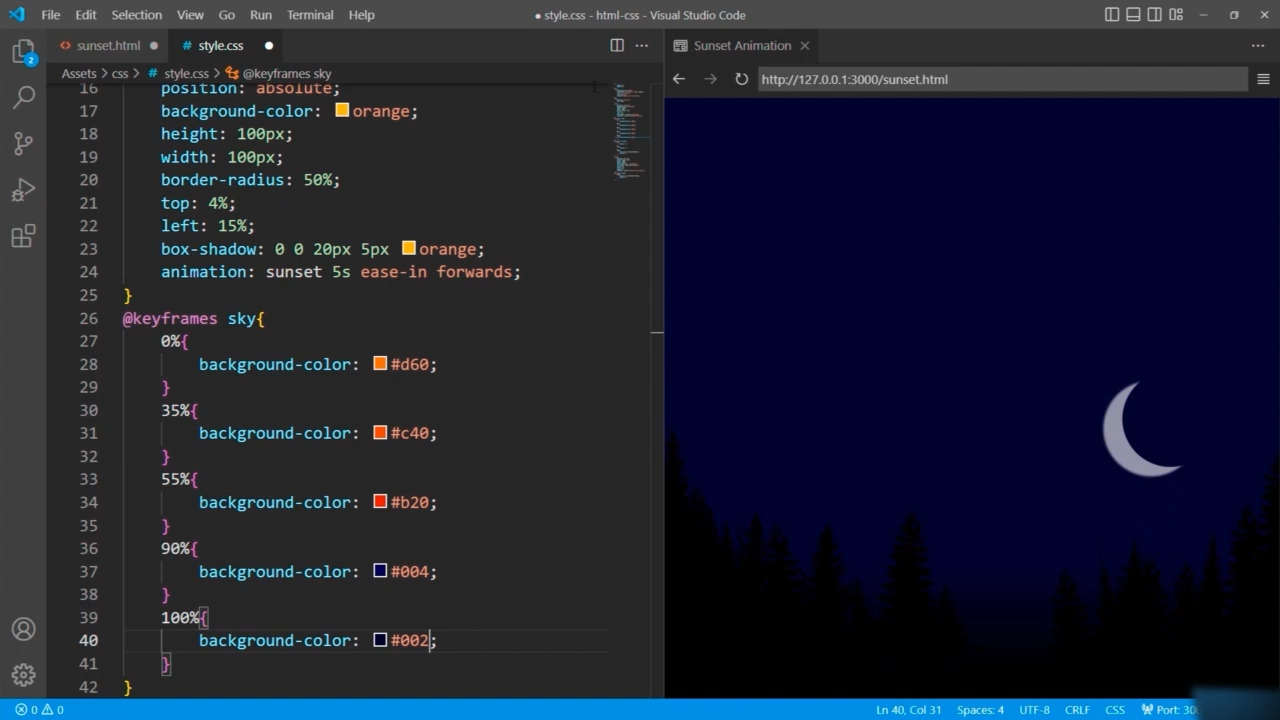 File Edit Selection View Go Run Terminal Help
● style.css - html-css - Visual Studio Code
sunset.html
# style.css
Sunset Animation
Assets > css > # style.css > @keyframes sky
http://127.0.0.1:3000/sunset.html
2
16 position: absolute;
17 background-color: orange;
18 height: 100px;
19 width: 100px;
20 border-radius: 50%;
21 top: 4%;
22 left: 15%;
23 box-shadow: 0 0 20px 5px orange;
24 animation: sunset 5s ease-in forwards;
25 }
26 @keyframes sky{
27 0%{
28 background-color: #d60;
29 }
30 35%{
31 background-color: #c40;
32 }
33 55%{
34 background-color: #b20;
35 }
36 90%{
37 background-color: #004;
38 }
39 100%{
40 background-color: #002;
41 }
42 }
0 0
Ln 40, Col 31 Spaces: 4 UTF-8 CRLF CSS Port: